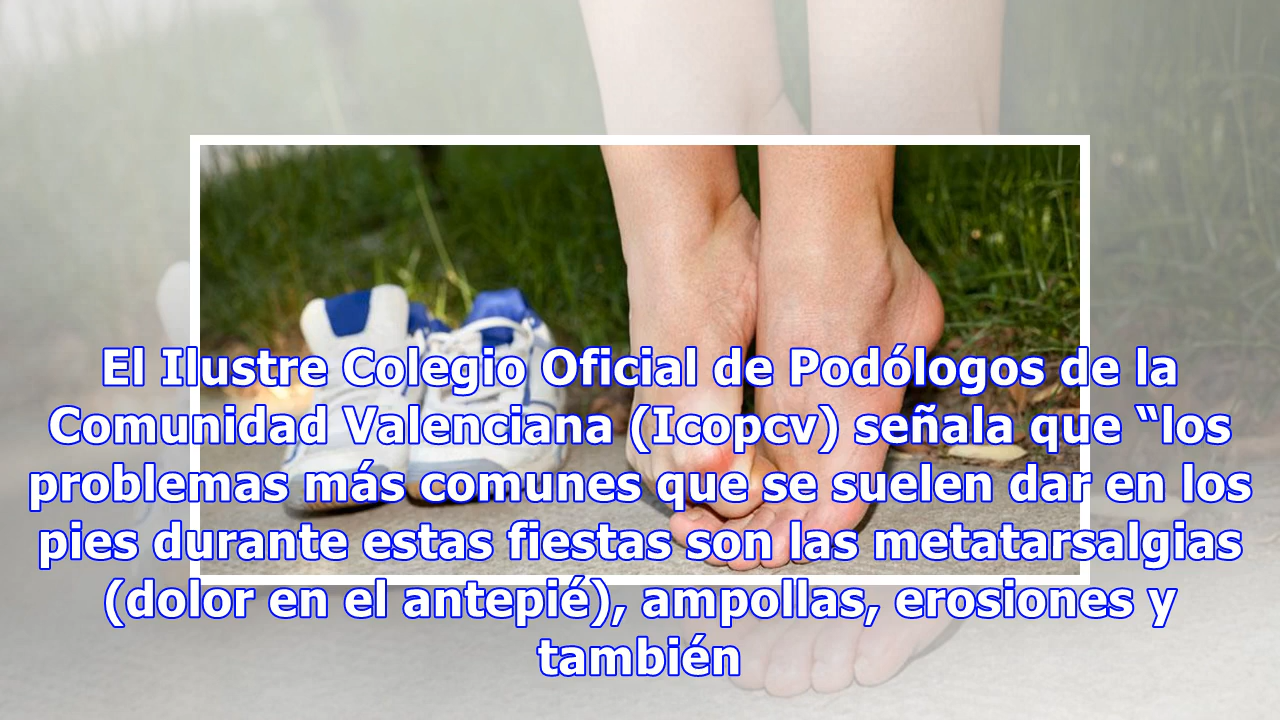 El Ilustre Colegio Oficial de Podólogos de la
Comunidad Valenciana (Icopcv) señala que “los
problemas más comunes que se suelen dar en los
pies durante estas fiestas son las metatarsalgias
(dolor en el antepié), ampollas, erosiones y
también